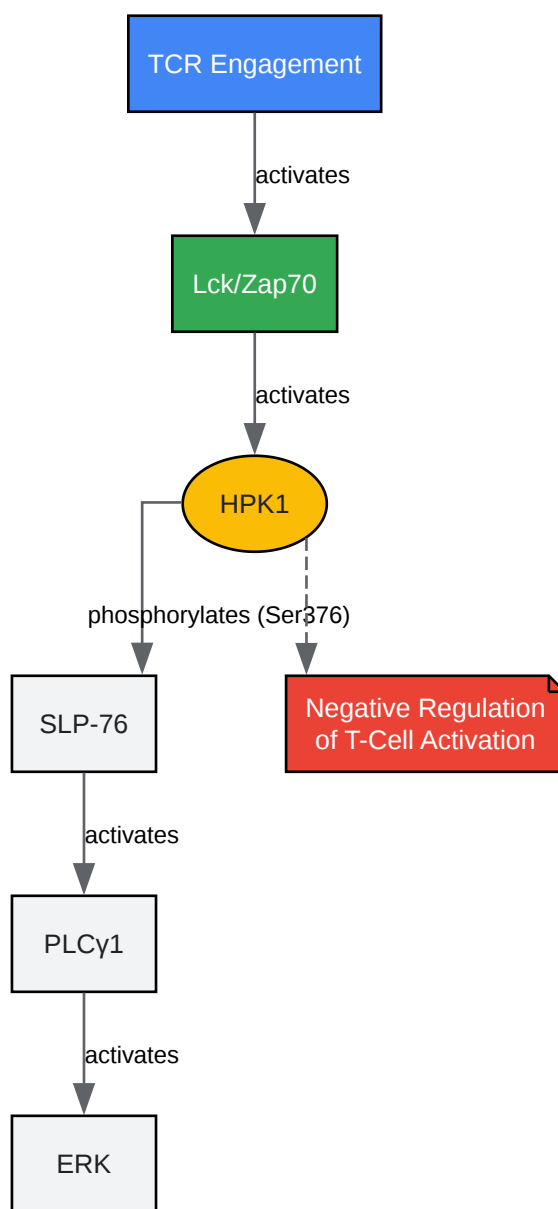 TCR Engagement
activates
Lck/Zap70
activates
HPK1
phosphorylates (Ser376)
SLP-76
Negative Regulation
of T-Cell Activation
activates
PLCγ1
activates
ERK